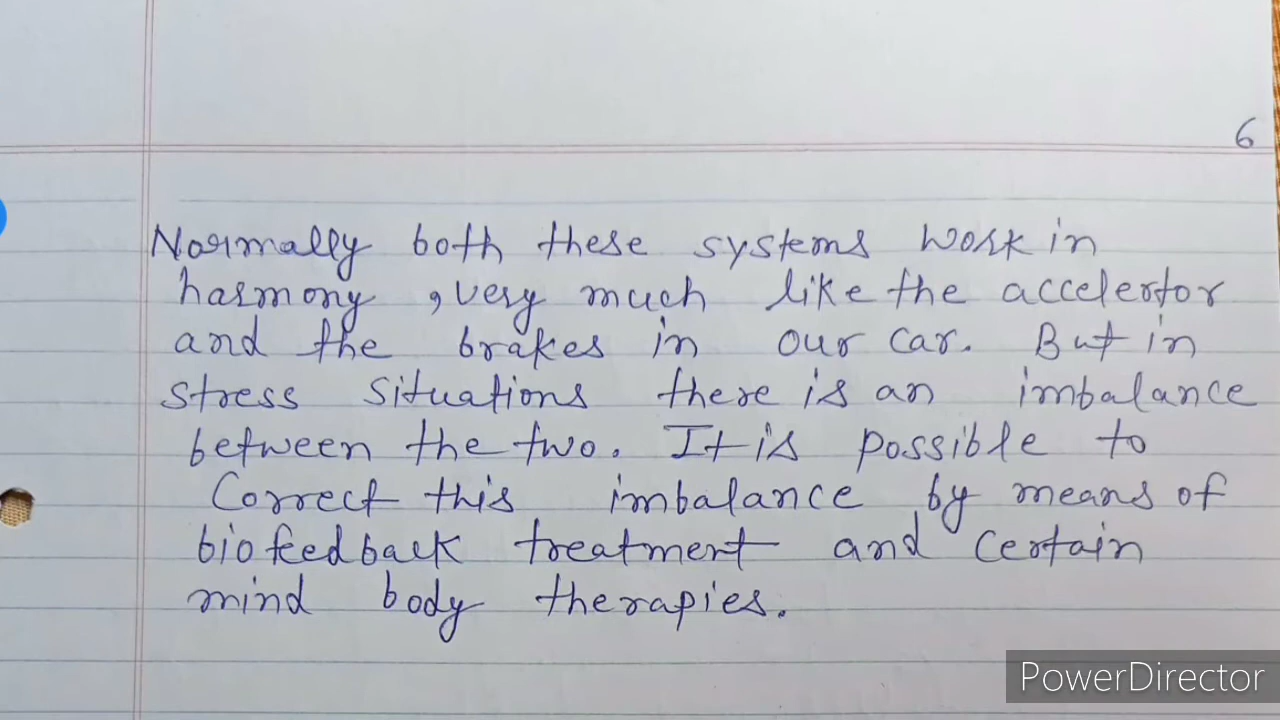 6
Normally both these systems work in
harmony , very much like the accelertor
and the brakes in our car. But in
stress situations there is an imbalance
between the two. It is possible to
Correct this imbalance by means of
biofeedback treatment and certain
mind body therapies.
PowerDirector